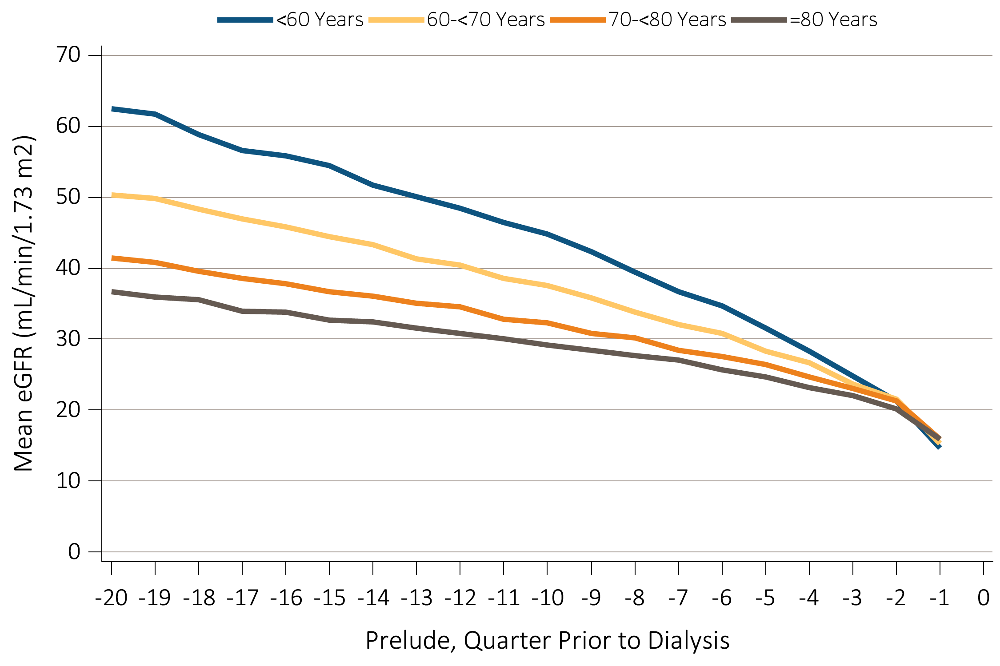 <60 Years 60-<70 Years 70-<80 Years =80 Years
70
60
50
40
30
20
10
0
Mean eGFR (mL/min/1.73 m2)
-20 -19 -18 -17 -16 -15 -14 -13 -12 -11 -10 -9 -8 -7 -6 -5 -4 -3 -2 -1 0
Prelude, Quarter Prior to Dialysis